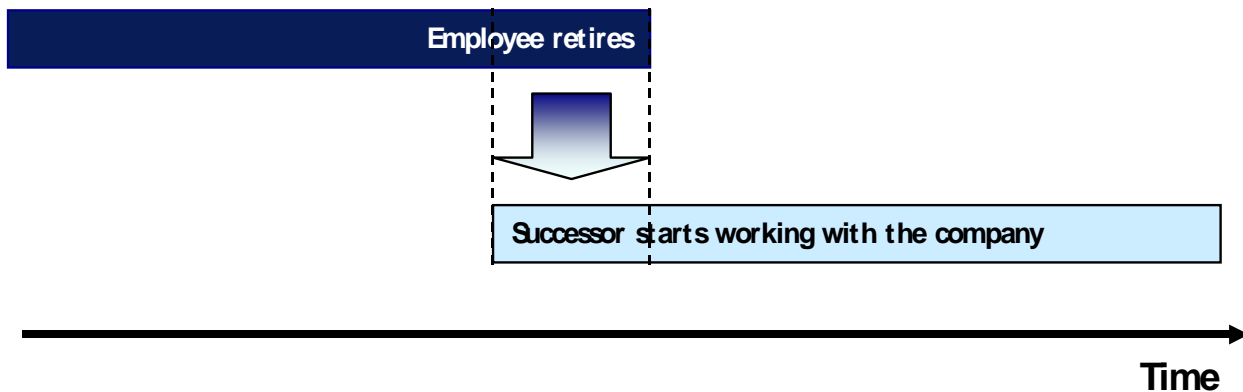 Employee retires
Successor starts working with the company
Time